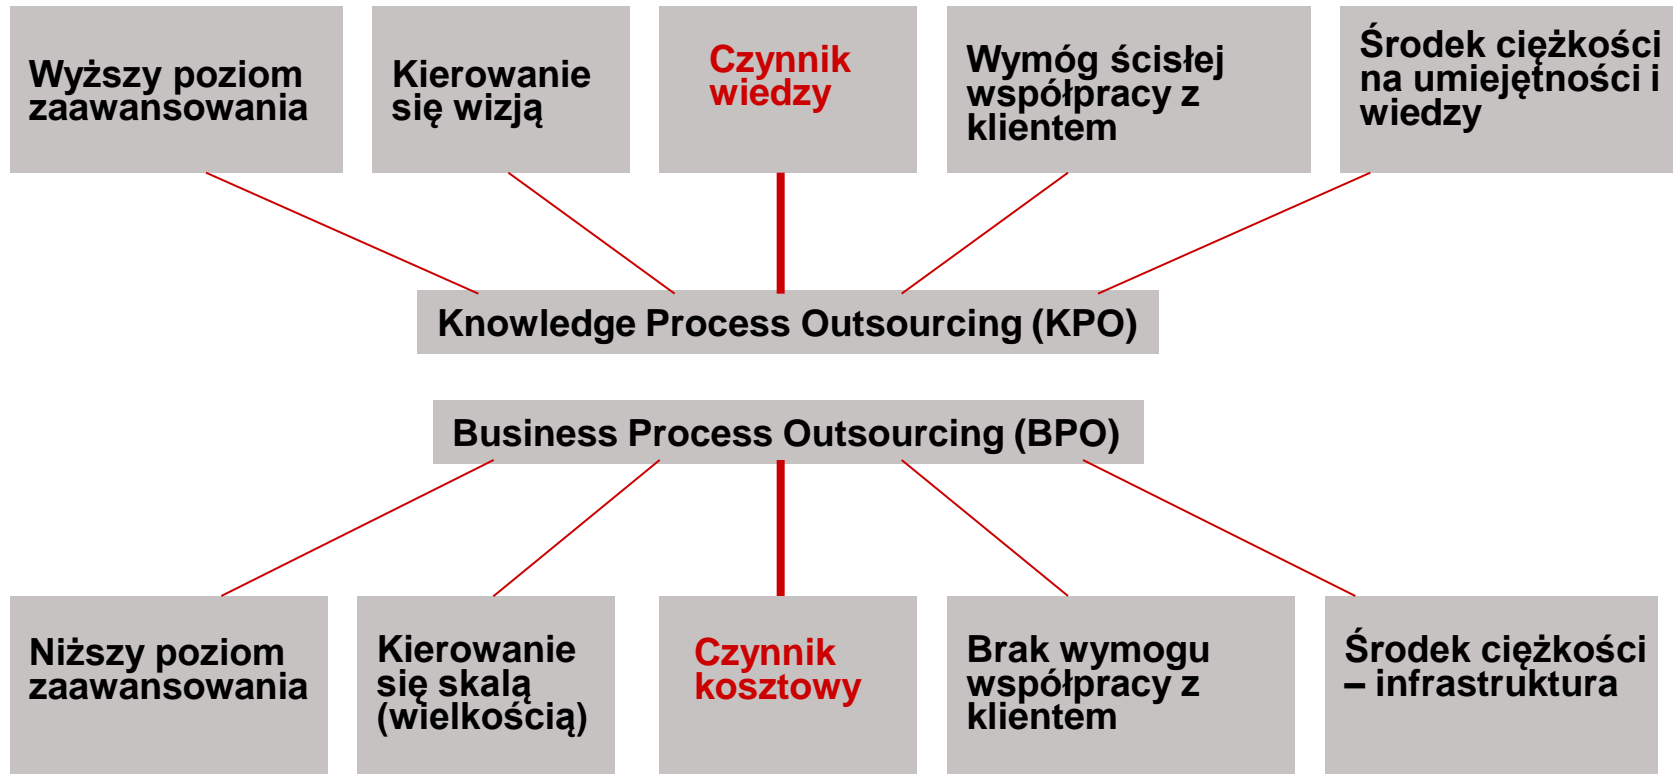 Wyższy poziom
zaawansowania
Kierowanie
się wizją
Czynnik
wiedzy
Wymóg ścisłej
współpracy z
klientem
Środek ciężkości
na umiejętności i
wiedzy
Knowledge Process Outsourcing (KPO)
Business Process Outsourcing (BPO)
Niższy poziom
zaawansowania
Kierowanie
się skalą
(wielkością)
Czynnik
kosztowy
Brak wymogu
współpracy z
klientem
Środek ciężkości
– infrastruktura